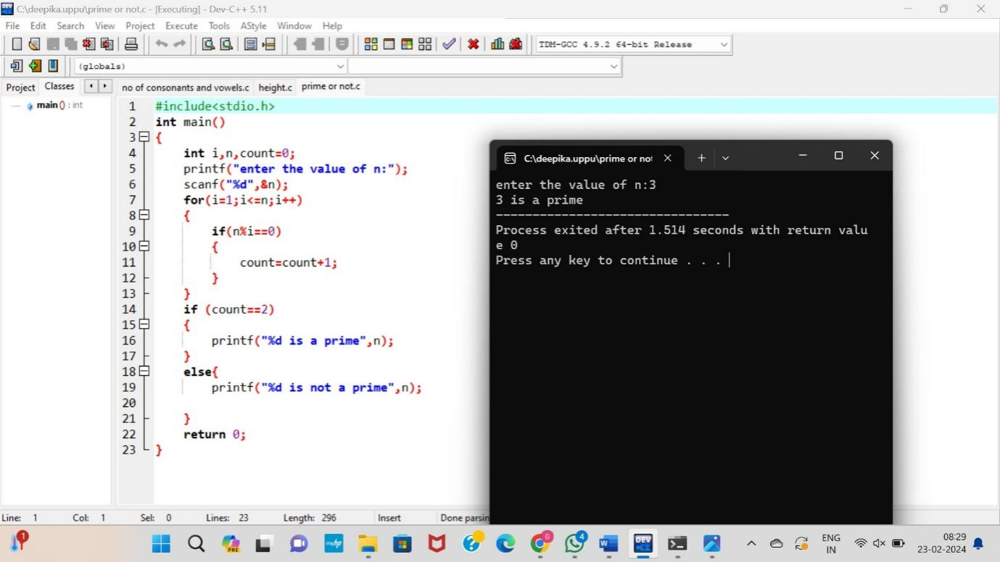 C:\deepika.uppu\prime or not.c - [Executing] - Dev-C++ 5.11
File Edit Search View Project Execute Tools AStyle Window Help
TDM-GCC 4.9.2 64-bit Release
(globals)
Project Classes no of consonants and vowels.c height.c prime or not.c
main () : int
1 #include<stdio.h>
2 int main()
3 {
4 int i,n,count=0;
5 printf("enter the value of n:");
6 scanf("%d",&n);
7 for(i=1;i<=n;i++)
8 {
9 if(n%i==0)
10 {
11 count=count+1;
12 }
13 }
14 if (count==2)
15 {
16 printf("%d is a prime",n);
17 }
18 else{
19 printf("%d is not a prime",n);
20
21 }
22 return 0;
23 }
C:\deepika.uppu\prime or not
enter the value of n:3
3 is a prime
--------------------------------
Process exited after 1.514 seconds with return valu
e 0
Press any key to continue . . .
Line: 1 Col: 1 Sel: 0 Lines: 23 Length: 296 Insert Done parsin
1 PRE myhp G 4 W DEV C++
ENG
IN
08:29
23-02-2024